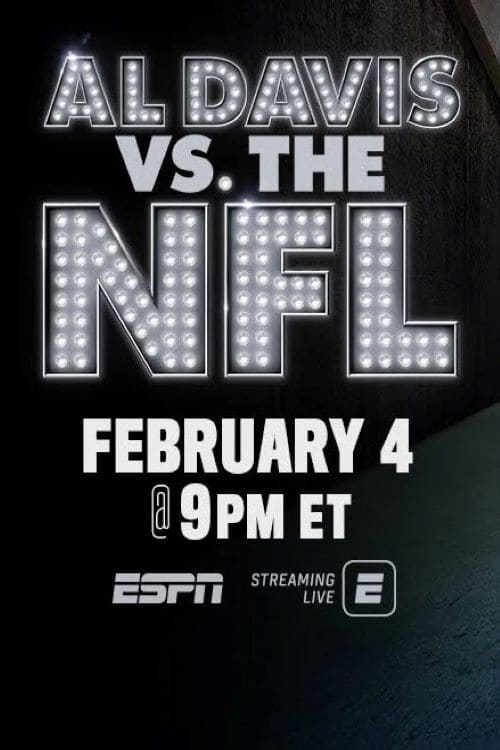 AL DAVIS
VS. THE
NFL
FEBRUARY 4
@ 9PM ET
ESPN
STREAMING
LIVE
E